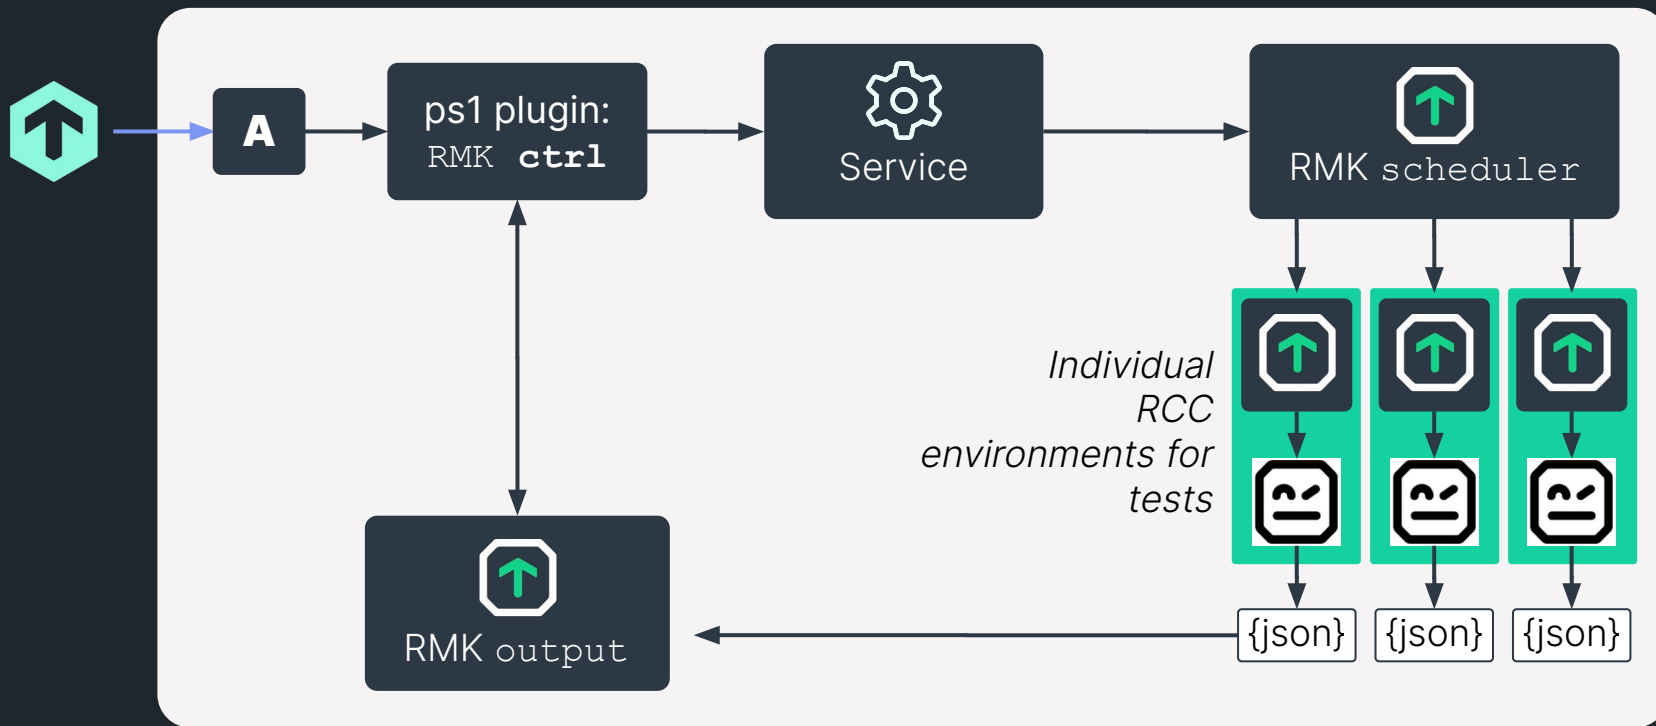 A
ps1 plugin:
RMK ctrl
Service
RMK scheduler
Individual
RCC
environments for
tests
RMK output
{json}
{json}
{json}